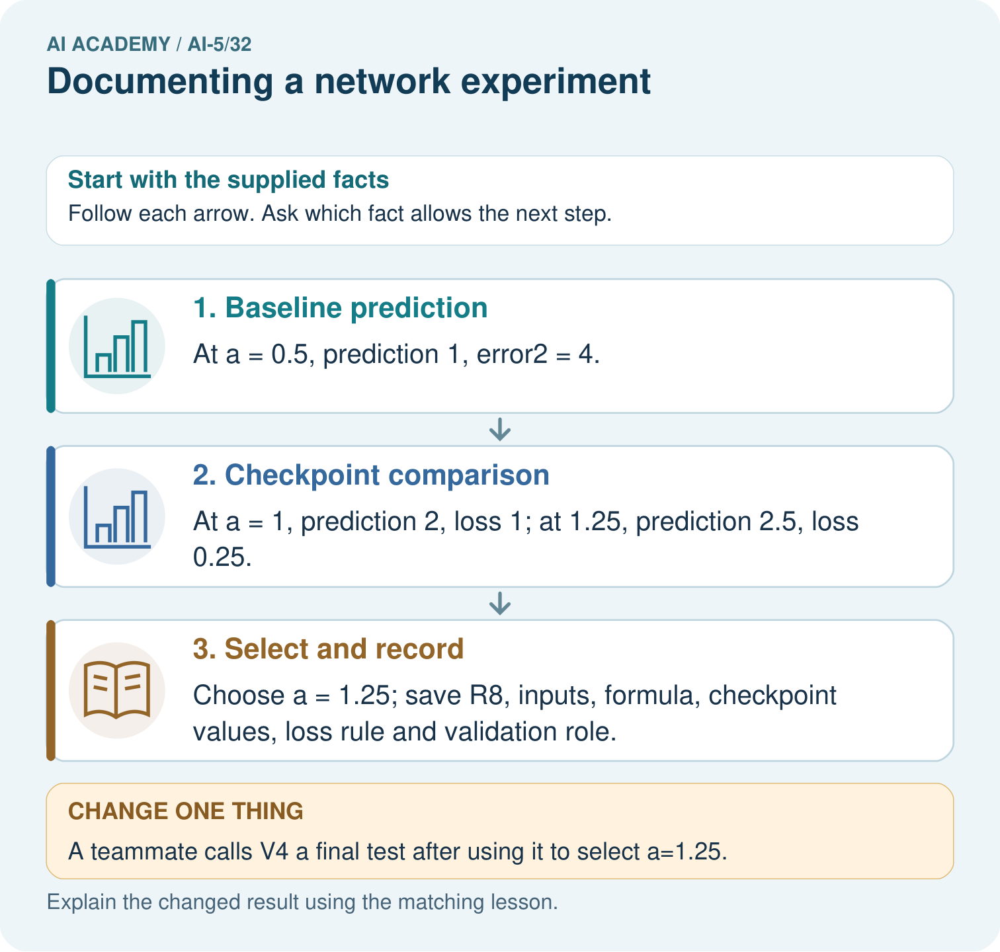 AI ACADEMY / AI-5/32
Documenting a network experiment
Start with the supplied facts
Follow each arrow. Ask which fact allows the next step.
1. Baseline prediction
At a = 0.5, prediction 1, error2 = 4.
2. Checkpoint comparison
At a = 1, prediction 2, loss 1; at 1.25, prediction 2.5, loss
0.25.
3. Select and record
Choose a = 1.25; save R8, inputs, formula, checkpoint
values, loss rule and validation role.
CHANGE ONE THING
A teammate calls V4 a final test after using it to select a=1.25.
Explain the changed result using the matching lesson.